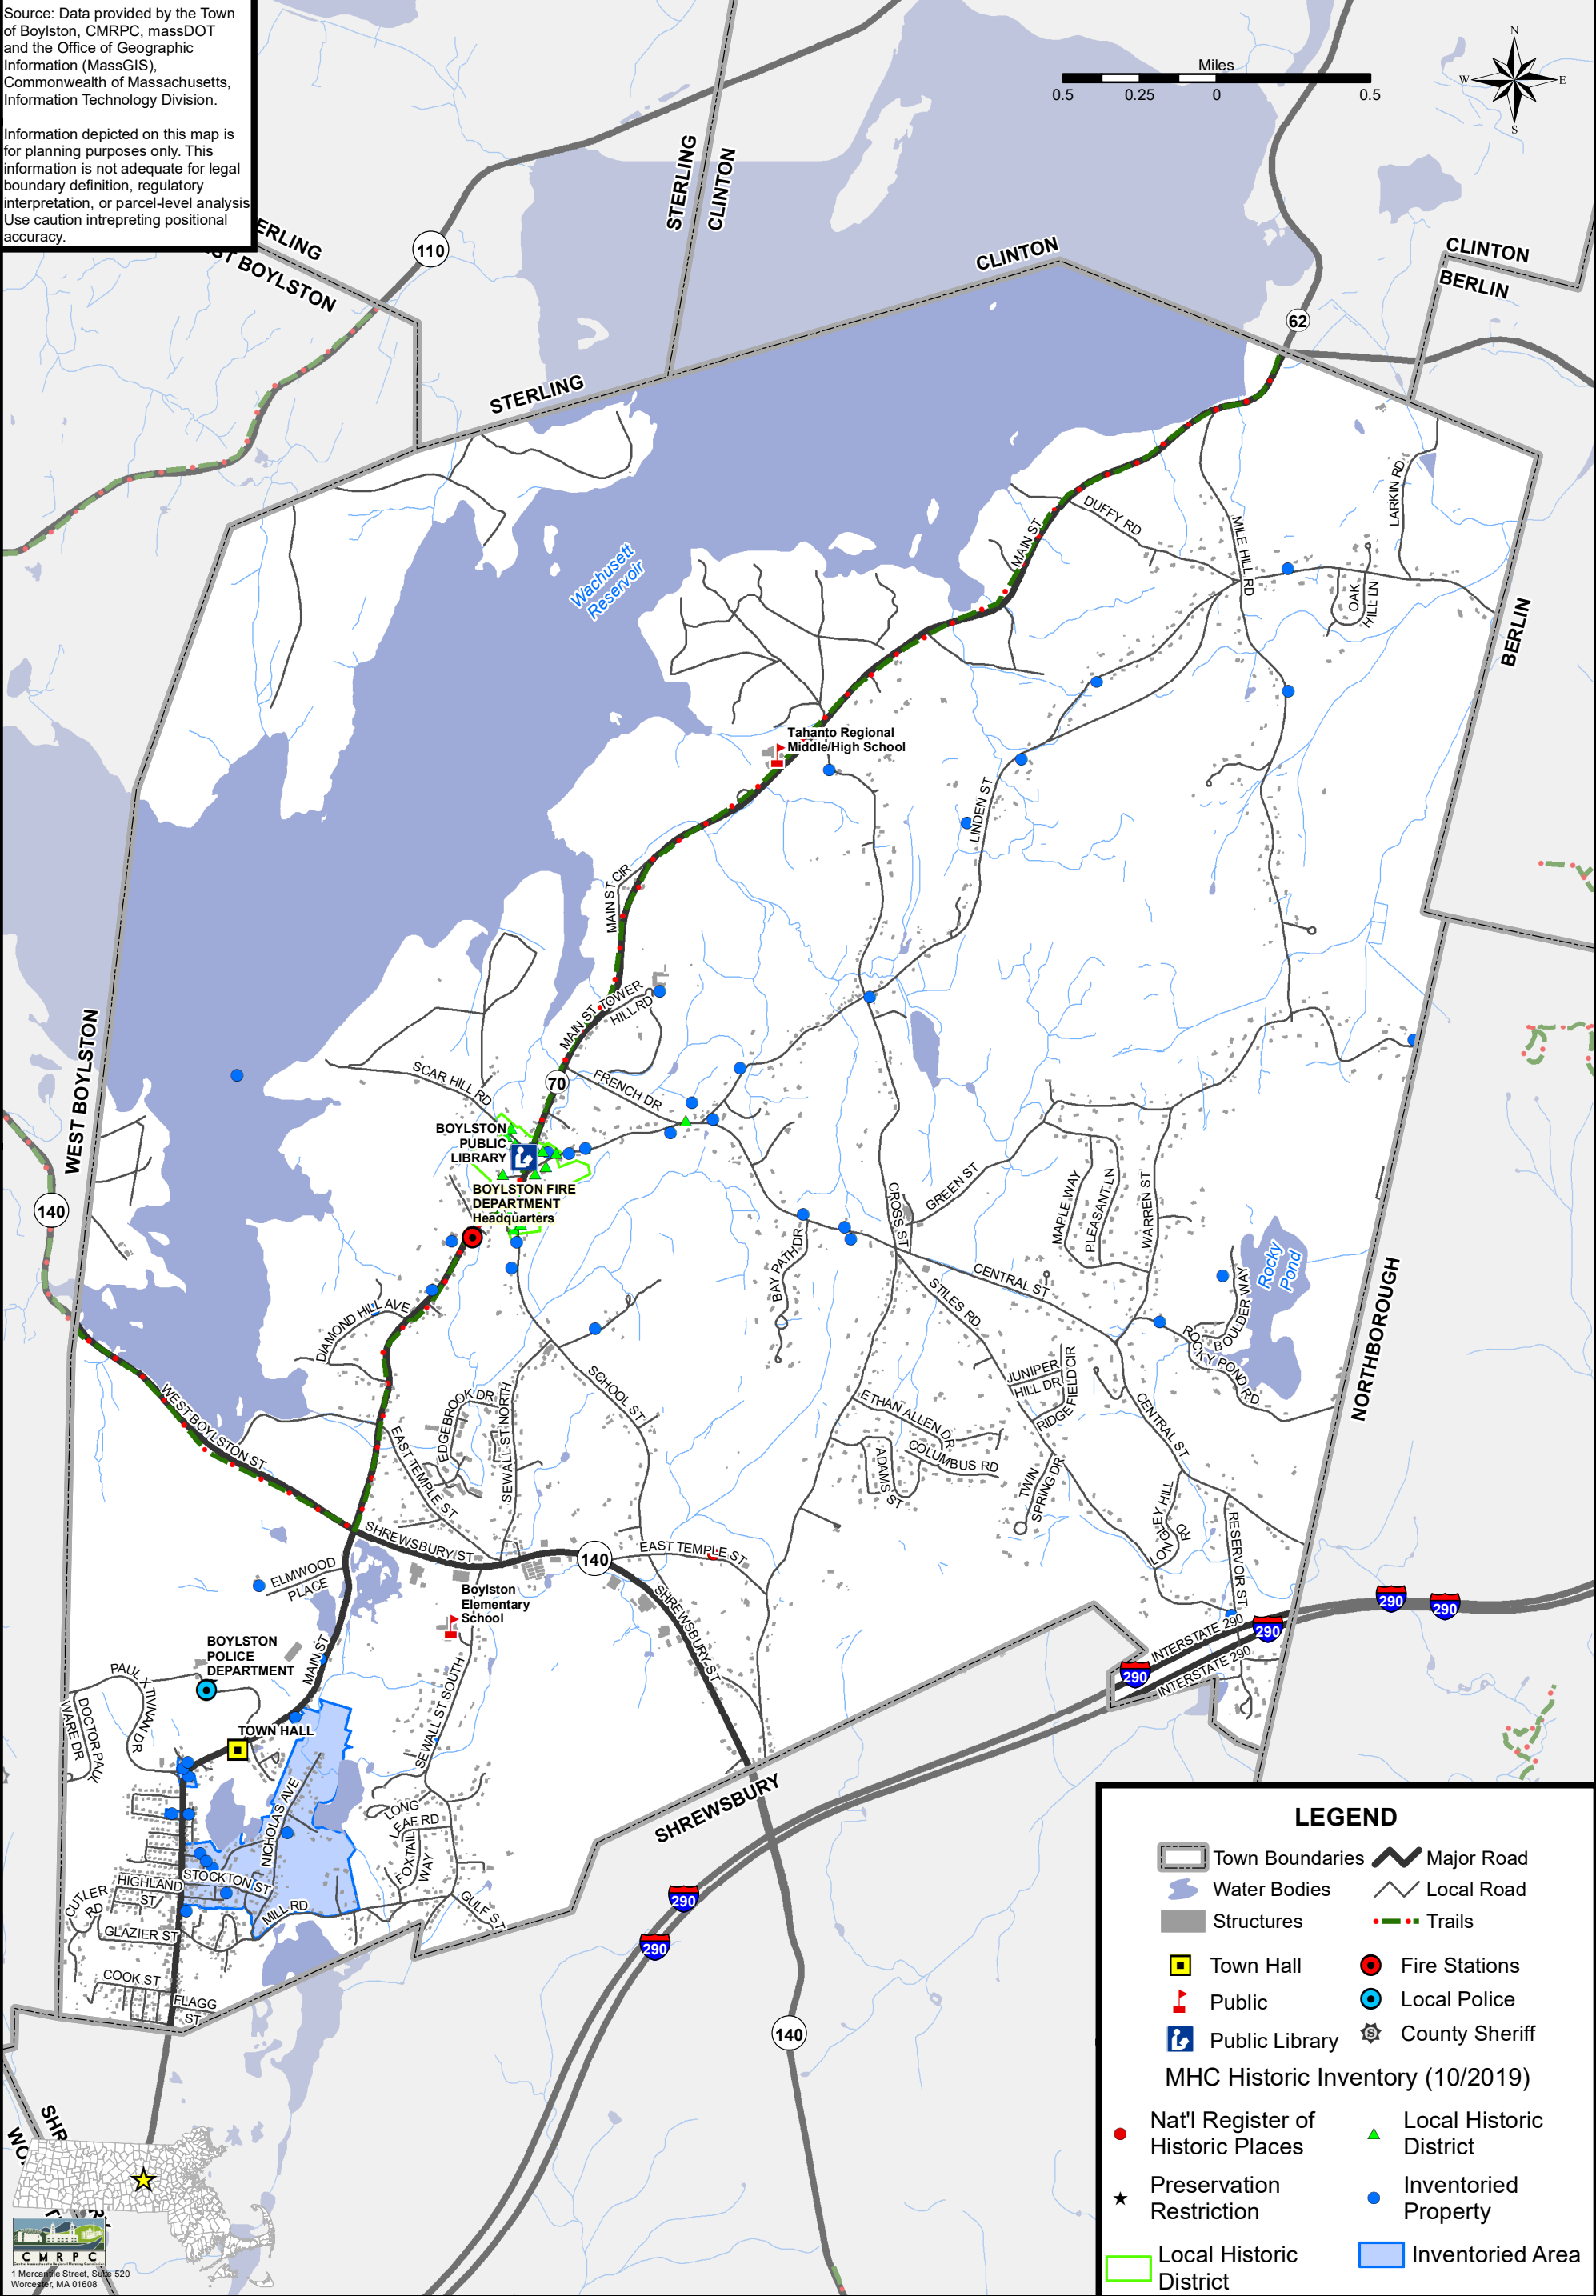 Source: Data provided by the Town
of Boylston, CMRPC, massDOT
and the Office of Geographic
Information (MassGIS),
Commonwealth of Massachusetts,
Information Technology Division.
Information depicted on this map is
for planning purposes only. This
information is not adequate for legal
boundary definition, regulatory
interpretation, or parcel-level analysis
Use caution intrepreting positional
accuracy.
Miles
0.5 0.25 0 0.5
N
W E
S
STERLING
CLINTON
ERLING
ST BOYLSTON
110
CLINTON
CLINTON
BERLIN
62
STERLING
LARKIN RD
DUFFY RD
MAIN ST
MILE HILL RD
OAK
HILL LN
Wachusett
Reservoir
BERLIN
Tahanto Regional
Middle/High School
LINDEN ST
MAIN ST CIR
MAIN ST
TOWER
HILL RD
WEST BOYLSTON
SCAR HILL RD
70
FRENCH DR
BOYLSTON
PUBLIC
LIBRARY
BOYLSTON FIRE
DEPARTMENT
Headquarters
140
CROSS ST
GREEN ST
MAPLE WAY
PLEASANT LN
WARREN ST
BAY PATH DR
CENTRAL ST
STILES RD
Rocky
Pond
BOULDER WAY
ROCKY POND RD
NORTHBOROUGH
DIAMOND HILL AVE
WEST BOYLSTON ST
EAST TEMPLE ST
EDGEBROOK DR
SEWALL ST NORTH
SCHOOL ST
JUNIPER
HILL DR
RIDGEFIELD CIR
ETHAN ALLEN DR
COLUMBUS RD
ADAMS ST
TWIN
SPRING DR
CENTRAL ST
LONGLEY HILL
RD
RESERVOIR ST
SHREWSBURY ST
140
EAST TEMPLE ST
SHREWSBURY ST
ELMWOOD
PLACE
Boylston
Elementary
School
BOYLSTON
POLICE
DEPARTMENT
MAIN ST
PAUL X TIVNAN DR
DOCTOR PAUL
WARE DR
TOWN HALL
SEWALL ST SOUTH
INTERSTATE 290
INTERSTATE 290
290
290
290
290
SHREWSBURY
NICHOLAS AVE
LONG
LEAF RD
FOXTAIL
WAY
STOCKTON ST
HIGHLAND
ST
CUTLER
RD
MILL RD
GULF ST
GLAZIER ST
COOK ST
FLAGG
ST
290
290
140
SHR
WO
CMRPC
1 Mercantile Street, Suite 520
Worcester, MA 01608
LEGEND
Town Boundaries
Major Road
Water Bodies
Local Road
Structures
Trails
Town Hall
Fire Stations
Public
Local Police
Public Library
S
County Sheriff
MHC Historic Inventory (10/2019)
Nat'l Register of
Historic Places
Local Historic
District
Preservation
Restriction
Inventoried
Property
Local Historic
District
Inventoried Area